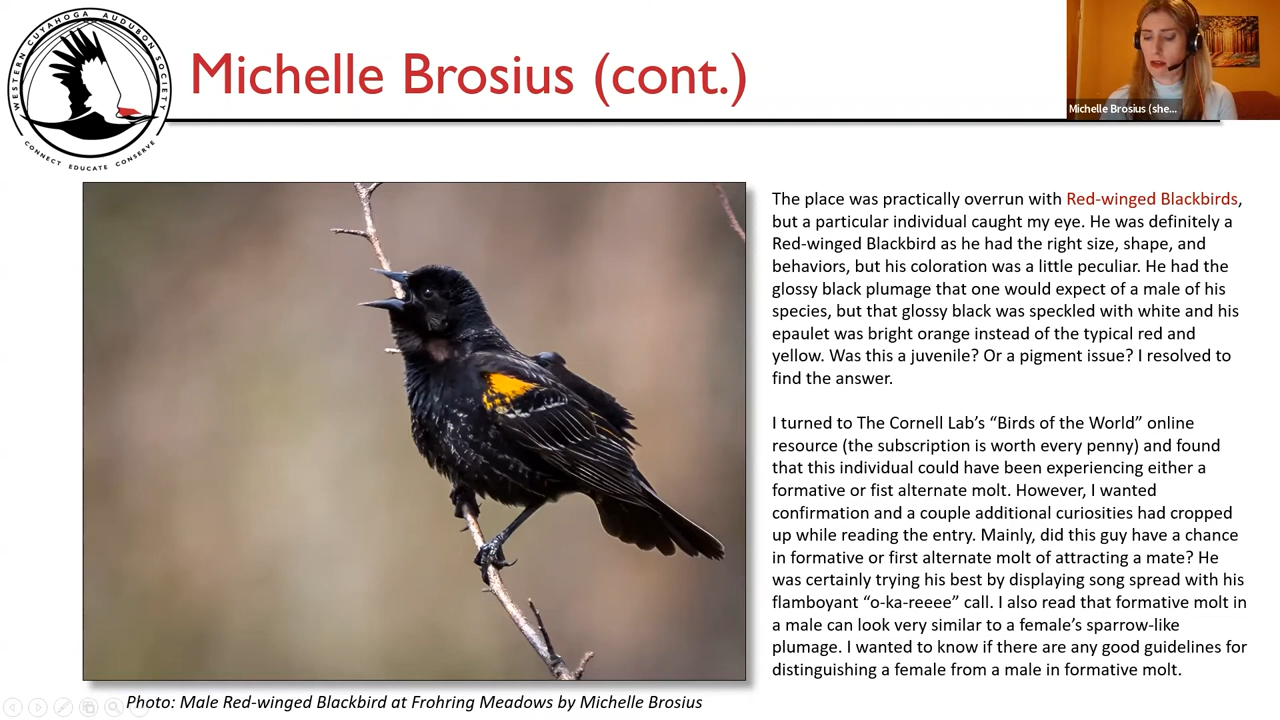 WESTERN CUYAHOGA AUDUBON SOCIETY
CONNECT EDUCATE CONSERVE
Michelle Brosius (cont.)
Michelle Brosius (she...
The place was practically overrun with Red-winged Blackbirds,
but a particular individual caught my eye. He was definitely a
Red-winged Blackbird as he had the right size, shape, and
behaviors, but his coloration was a little peculiar. He had the
glossy black plumage that one would expect of a male of his
species, but that glossy black was speckled with white and his
epaulet was bright orange instead of the typical red and
yellow. Was this a juvenile? Or a pigment issue? I resolved to
find the answer.
I turned to The Cornell Lab’s “Birds of the World” online
resource (the subscription is worth every penny) and found
that this individual could have been experiencing either a
formative or fist alternate molt. However, I wanted
confirmation and a couple additional curiosities had cropped
up while reading the entry. Mainly, did this guy have a chance
in formative or first alternate molt of attracting a mate? He
was certainly trying his best by displaying song spread with his
flamboyant “o-ka-reeee” call. I also read that formative molt in
a male can look very similar to a female’s sparrow-like
plumage. I wanted to know if there are any good guidelines for
distinguishing a female from a male in formative molt.
Photo: Male Red-winged Blackbird at Frohring Meadows by Michelle Brosius